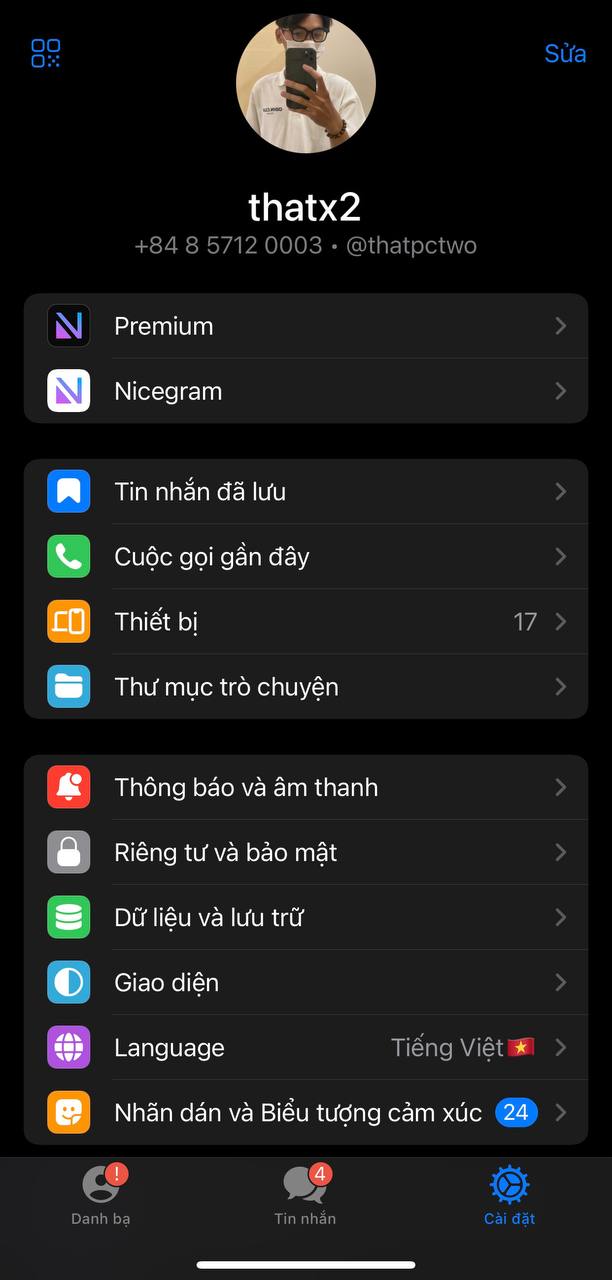 Sửa
thatx2
+84 8 5712 0003 • @thatpctwo
Premium
Nicegram
Tin nhắn đã lưu
Cuộc gọi gần đây
Thiết bị 17
Thư mục trò chuyện
Thông báo và âm thanh
Riêng tư và bảo mật
Dữ liệu và lưu trữ
Giao diện
Language Tiếng Việt🇻🇳
Nhãn dán và Biểu tượng cảm xúc 24
! 4
Danh bạ Tin nhắn Cài đặt